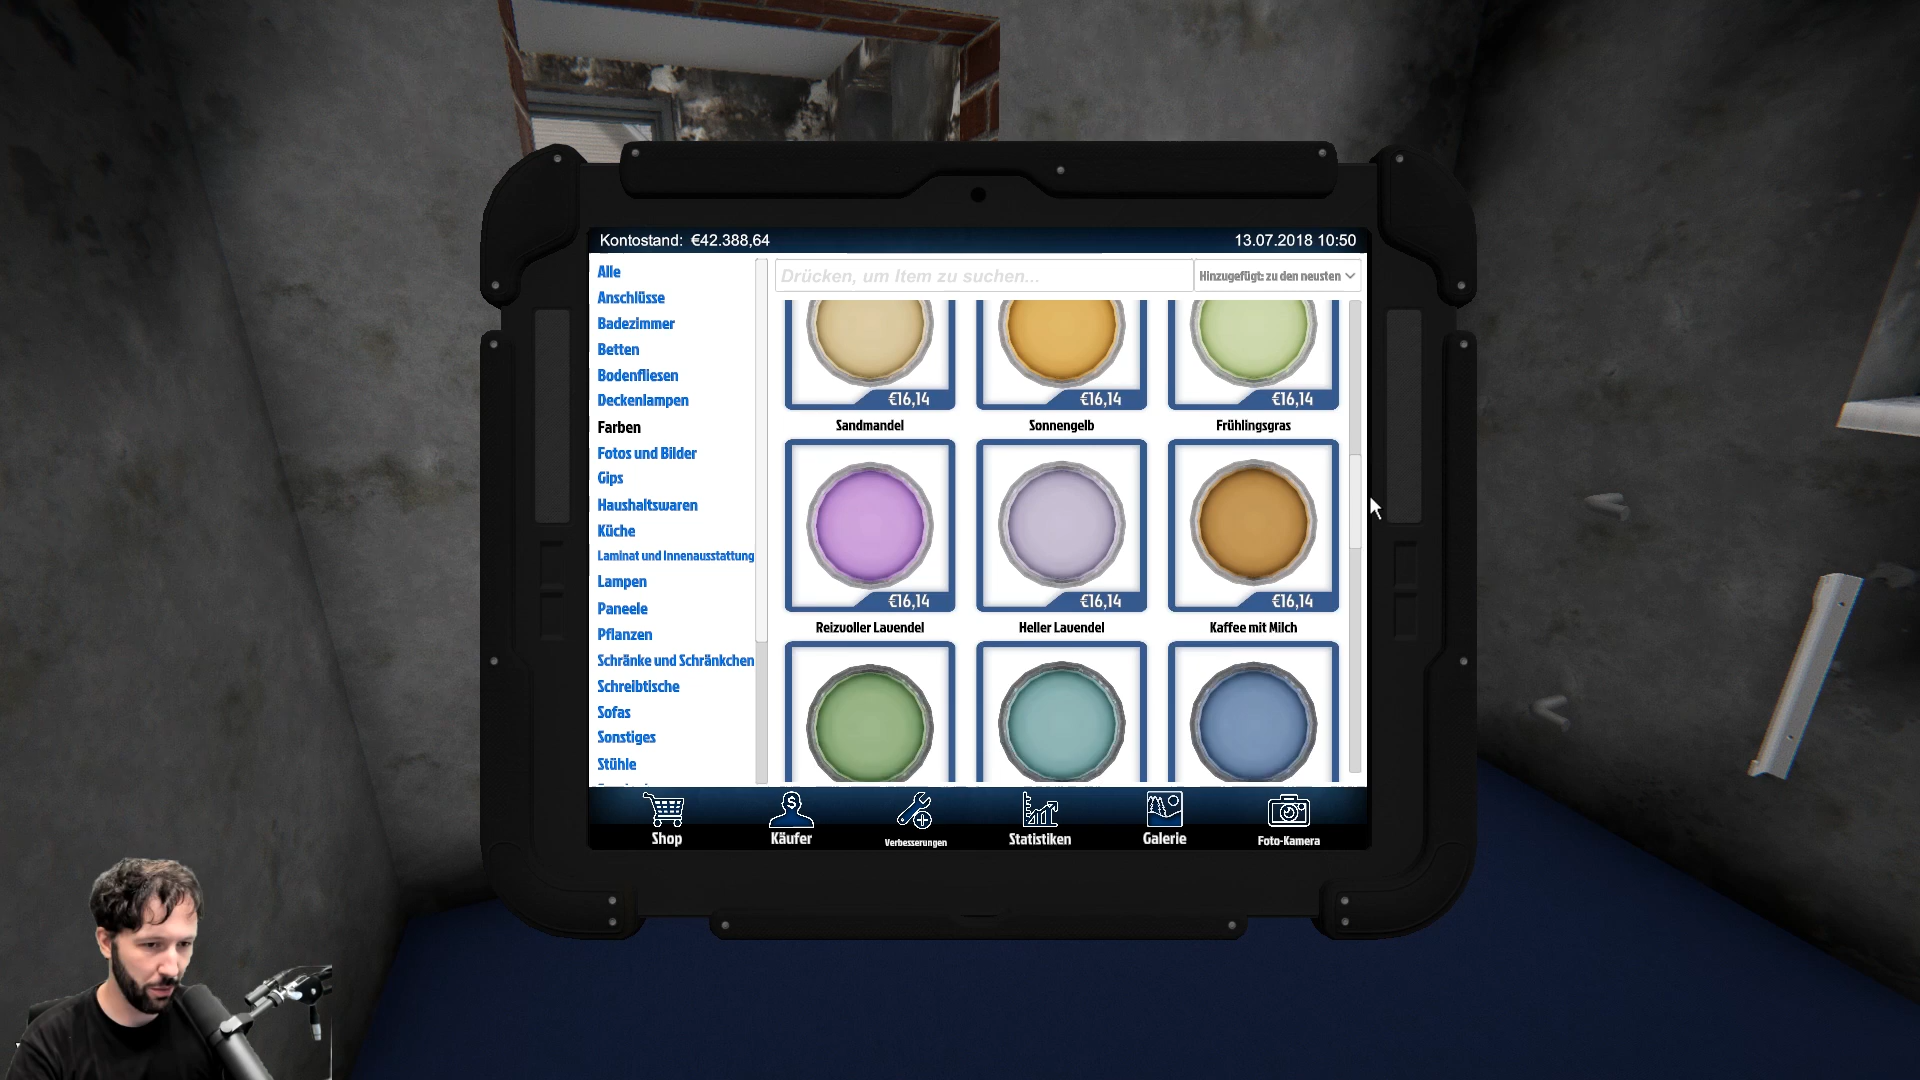 Kontostand: €42.388,64
13.07.2018 10:50
Alle
Anschlüsse
Badezimmer
Betten
Bodenfliesen
Deckenlampen
Farben
Fotos und Bilder
Gips
Haushaltswaren
Küche
Laminat und Innenausstattung
Lampen
Paneele
Pflanzen
Schränke und Schränkchen
Schreibtische
Sofas
Sonstiges
Stühle
Drücken, um Item zu suchen...
Hinzugefügt: zu den neusten
€16,14
€16,14
€16,14
Sandmandel
Sonnengelb
Frühlingsgras
€16,14
€16,14
€16,14
Reizvoller Lavendel
Heller Lavendel
Kaffee mit Milch
Shop
Käufer
Verbesserungen
Statistiken
Galerie
Foto-Kamera